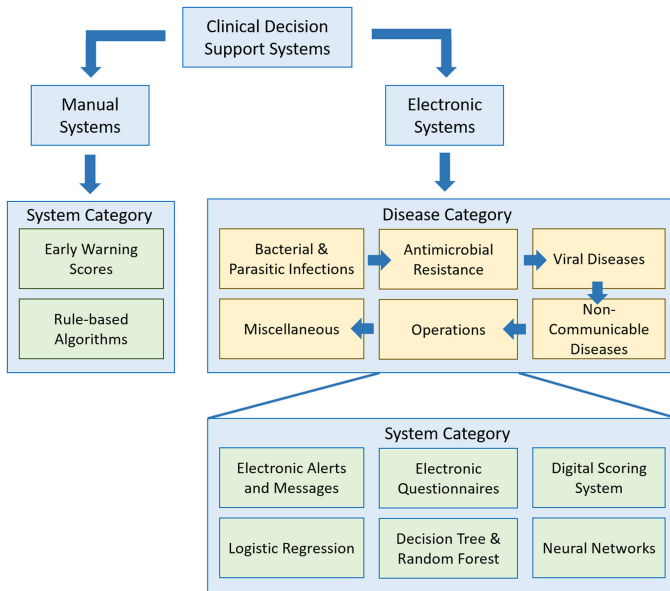 Clinical Decision
Support Systems
Manual
Systems
Electronic
Systems
System Category
Early Warning
Scores
Rule-based
Algorithms
Disease Category
Bacterial &
Parasitic Infections
Antimicrobial
Resistance
Viral Diseases
Miscellaneous
Operations
Non-
Communicable
Diseases
System Category
Electronic Alerts
and Messages
Electronic
Questionnaires
Digital Scoring
System
Logistic Regression
Decision Tree &
Random Forest
Neural Networks